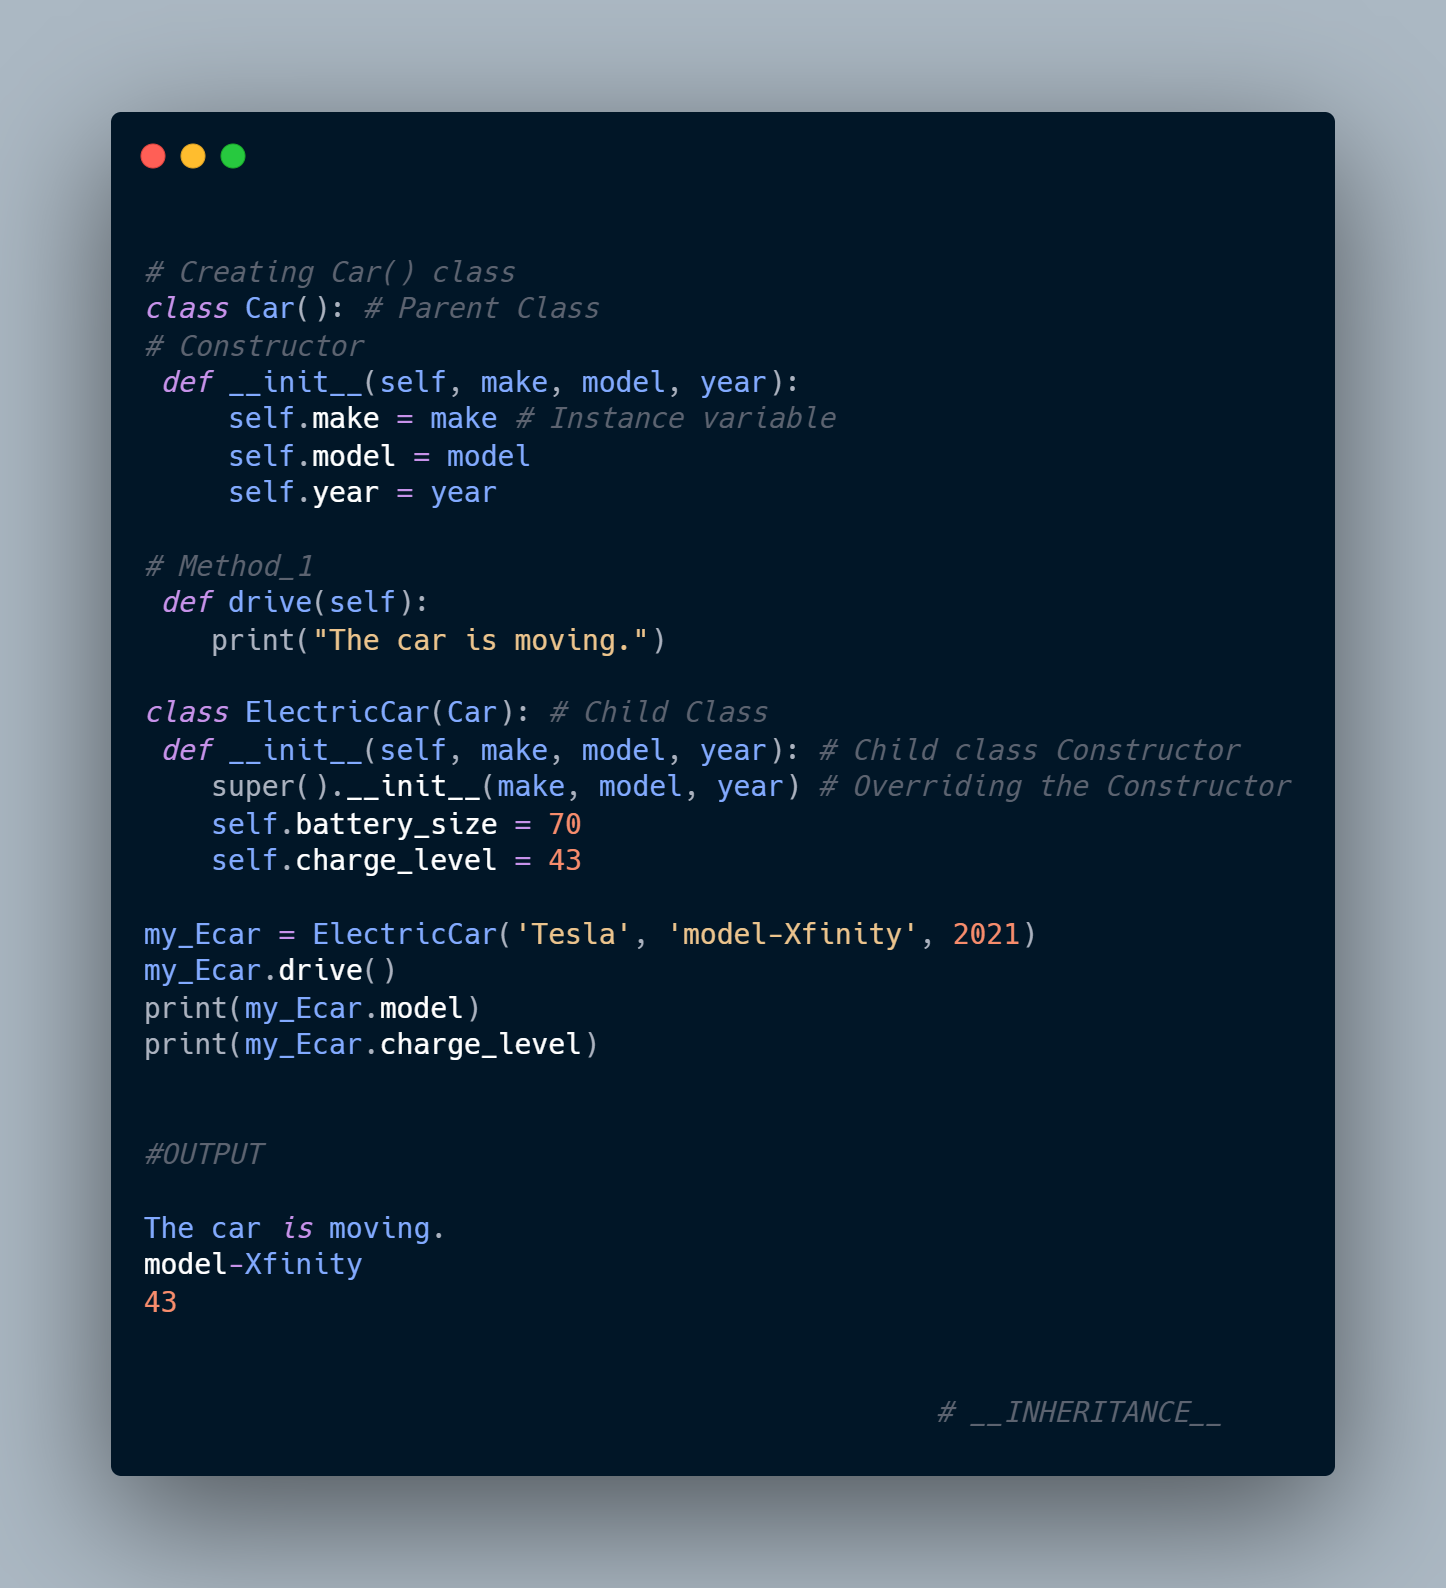 # Creating Car() class
class Car(): # Parent Class
# Constructor
 def __init__(self, make, model, year):
     self.make = make # Instance variable
     self.model = model
     self.year = year

# Method_1
 def drive(self):
    print("The car is moving.")

class ElectricCar(Car): # Child Class
 def __init__(self, make, model, year): # Child class Constructor
    super().__init__(make, model, year) # Overriding the Constructor
    self.battery_size = 70
    self.charge_level = 43

my_Ecar = ElectricCar('Tesla', 'model-Xfinity', 2021)
my_Ecar.drive()
print(my_Ecar.model)
print(my_Ecar.charge_level)

#OUTPUT

The car is moving.
model-Xfinity
43

# __INHERITANCE__